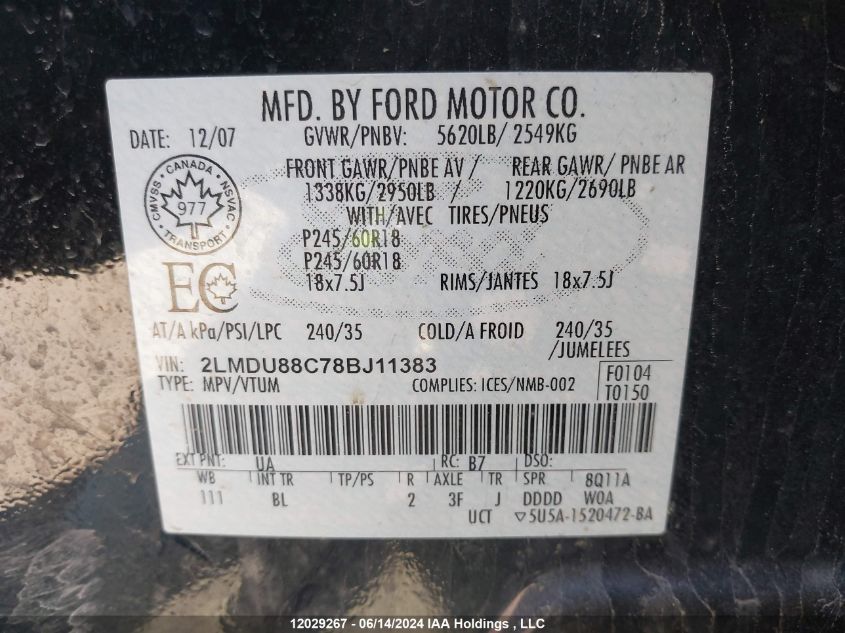 MFD. BY FORD MOTOR CO.
DATE: 12/07 GVWR/PNBV: 5620LB/ 2549KG
FRONT GAWR/PNBE AV / REAR GAWR/ PNBE AR
1338KG/2950LB / 1220KG/2690LB
WITH/AVEC TIRES/PNEUS
CMVSS · CANADA · NSVAC
977
TRANSPORT
P245/60R18
P245/60R18
EC
18x7.5J RIMS/JANTES 18x7.5J
AT/A kPa/PSI/LPC 240/35 COLD/A FROID 240/35
/JUMELEES
VIN: 2LMDU88C78BJ11383
TYPE: MPV/VTUM COMPLIES: ICES/NMB-002 F0104
T0150
EXT PNT: UA RC: B7 DSO:
WB INT TR TP/PS R AXLE TR SPR 8Q11A
111 BL 2 3F J DDDD W0A
UCT ▽5U5A-1520472-BA
12029267 - 06/14/2024 IAA Holdings , LLC